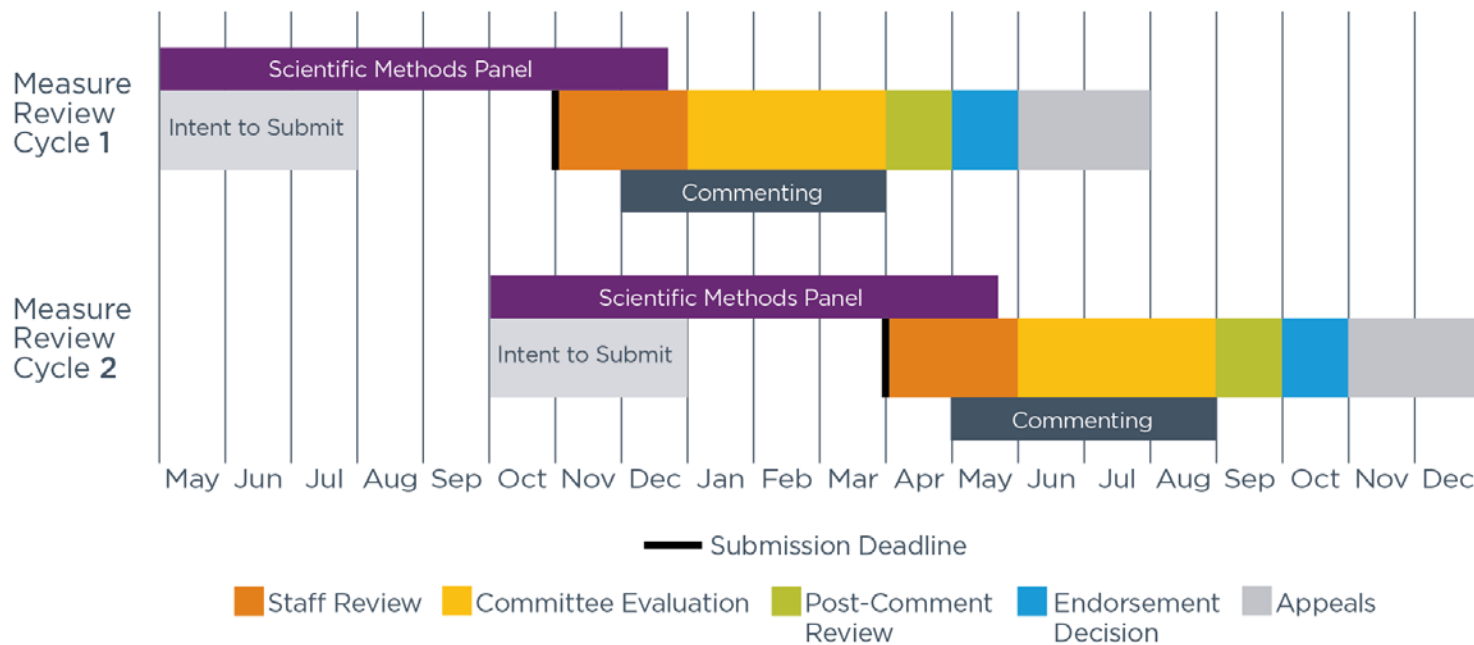 Scientific Methods Panel
Measure
Review
Cycle 1
Intent to Submit
Commenting
Scientific Methods Panel
Measure
Review
Cycle 2
Intent to Submit
Commenting
May Jun Jul Aug Sep Oct Nov Dec Jan Feb Mar Apr May Jun Jul Aug Sep Oct Nov Dec
Submission Deadline
Staff Review Committee Evaluation Post-Comment Endorsement Appeals
Review Decision